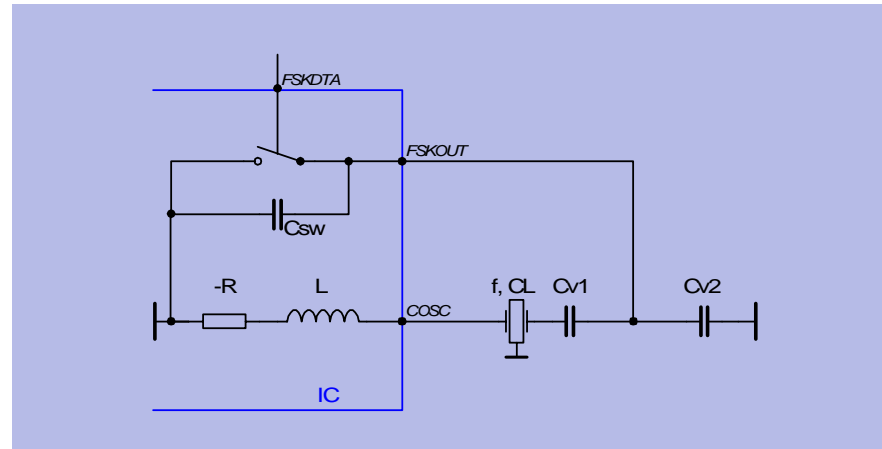 FSKDTA
FSKOUT
Csw
-R
L
COSC
f, CL
Cv1
Cv2
IC